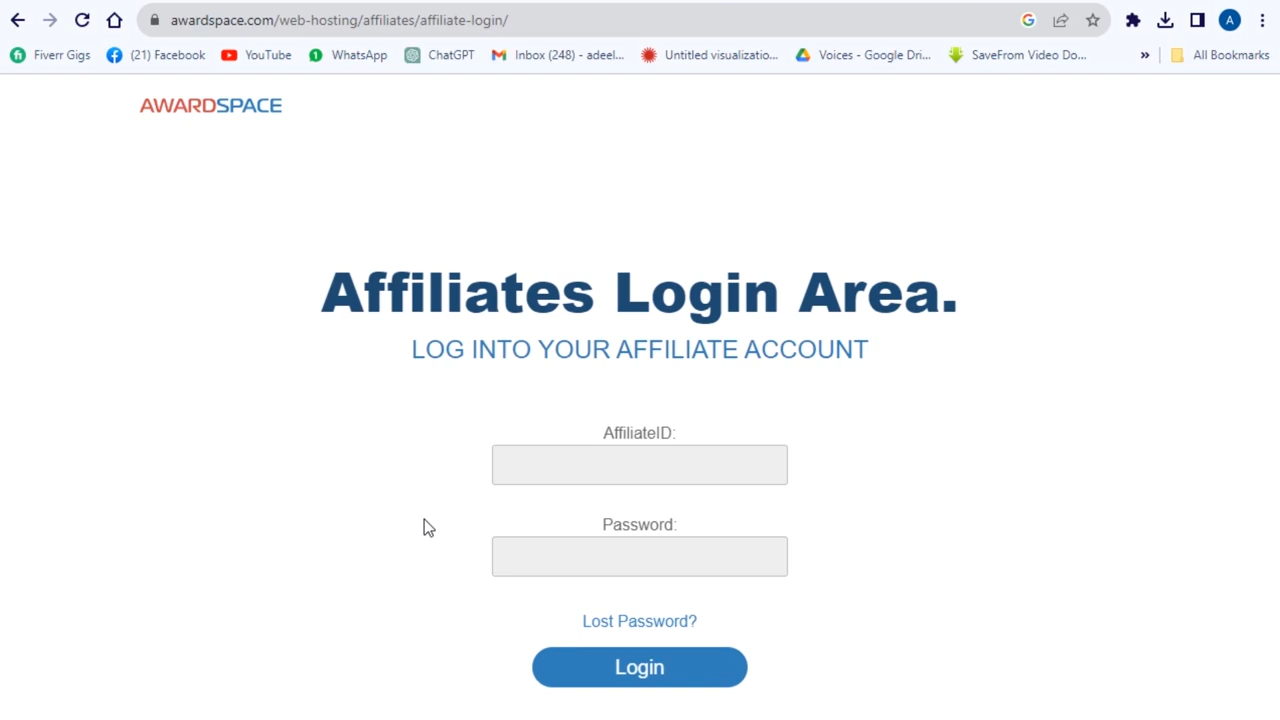 awardspace.com/web-hosting/affiliates/affiliate-login/
A
Fiverr Gigs (21) Facebook YouTube WhatsApp ChatGPT Inbox (248) - adeel... Untitled visualizatio... Voices - Google Dri... SaveFrom Video Do... » All Bookmarks
AWARDSPACE
Affiliates Login Area.
LOG INTO YOUR AFFILIATE ACCOUNT
AffiliateID:
Password:
Lost Password?
Login